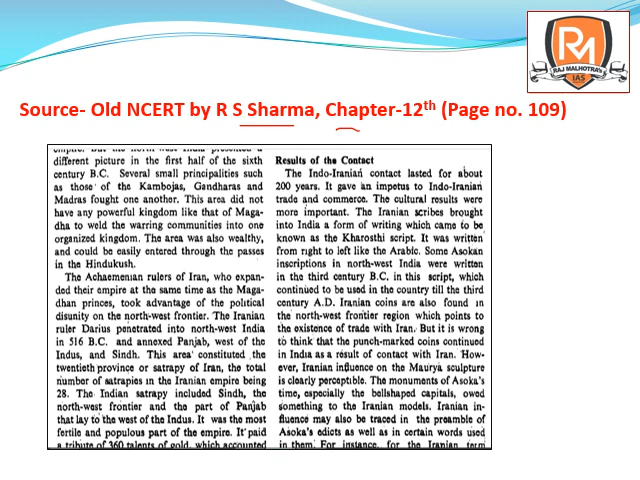 RM
RAJ MALHOTRA'S
IAS
Source- Old NCERT by R S Sharma, Chapter-12th (Page no. 109)
empire. But the north-west India presented a
different picture in the first half of the sixth
century B.C. Several small principalities such
as those of the Kambojas, Gandharas and
Madras fought one another. This area did not
have any powerful kingdom like that of Maga-
dha to weld the warring communities into one
organized kingdom. The area was also wealthy,
and could be easily entered through the passes
in the Hindukush.
The Achaemenian rulers of Iran, who expan-
ded their empire at the same time as the Maga-
dhan princes, took advantage of the political
disunity on the north-west frontier. The Iranian
ruler Darius penetrated into north-west India
in 516 B.C. and annexed Panjab, west of the
Indus, and Sindh. This area constituted the
twentieth province or satrapy of Iran, the total
number of satrapies in the Iranian empire being
28. The Indian satrapy included Sindh, the
north-west frontier and the part of Panjab
that lay to the west of the Indus. It was the most
fertile and populous part of the empire. It paid
a tribute of 360 talents of gold, which accounted
Results of the Contact
The Indo-Iranian contact lasted for about
200 years. It gave an impetus to Indo-Iranian
trade and commerce. The cultural results were
more important. The Iranian scribes brought
into India a form of writing which came to be
known as the Kharosthi script. It was written
from right to left like the Arabic. Some Asokan
inscriptions in north-west India were written
in the third century B.C. in this script, which
continued to be used in the country till the third
century A.D. Iranian coins are also found in
the north-western frontier region which points to
the existence of trade with Iran. But it is wrong
to think that the punch-marked coins continued
in India as a result of contact with Iran. How-
ever, Iranian influence on the Maurya sculpture
is clearly perceptible. The monuments of Asoka's
time, especially the bellshaped capitals, owed
something to the Iranian models. Iranian in-
fluence may also be traced in the preamble of
Asoka's edicts as well as in certain words used
in them. For instance, for the Iranian term